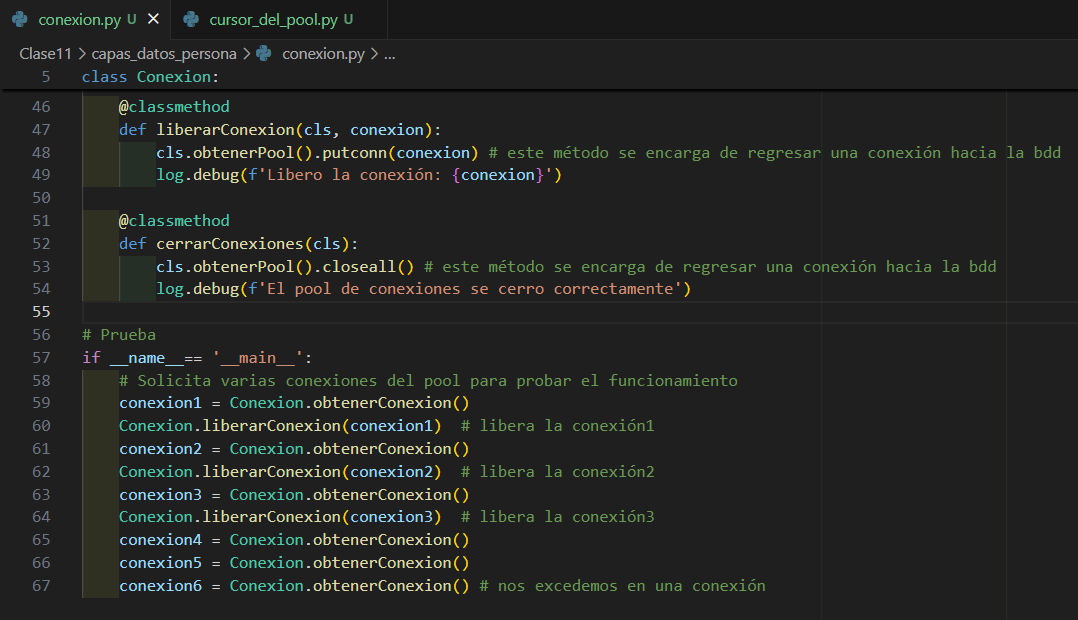 conexion.py U ✕ cursor_del_pool.py U
Clase11 > capas_datos_persona > conexion.py > ...
5 class Conexion:
46 @classmethod
47 def liberarConexion(cls, conexion):
48 cls.obtenerPool().putconn(conexion) # este método se encarga de regresar una conexión hacia la bdd
49 log.debug(f'Libero la conexión: {conexion}')
50
51 @classmethod
52 def cerrarConexiones(cls):
53 cls.obtenerPool().closeall() # este método se encarga de regresar una conexión hacia la bdd
54 log.debug(f'El pool de conexiones se cerro correctamente')
55
56 # Prueba
57 if __name__== '__main__':
58 # Solicita varias conexiones del pool para probar el funcionamiento
59 conexion1 = Conexion.obtenerConexion()
60 Conexion.liberarConexion(conexion1)  # libera la conexión1
61 conexion2 = Conexion.obtenerConexion()
62 Conexion.liberarConexion(conexion2)  # libera la conexión2
63 conexion3 = Conexion.obtenerConexion()
64 Conexion.liberarConexion(conexion3)  # libera la conexión3
65 conexion4 = Conexion.obtenerConexion()
66 conexion5 = Conexion.obtenerConexion()
67 conexion6 = Conexion.obtenerConexion() # nos excedemos en una conexión